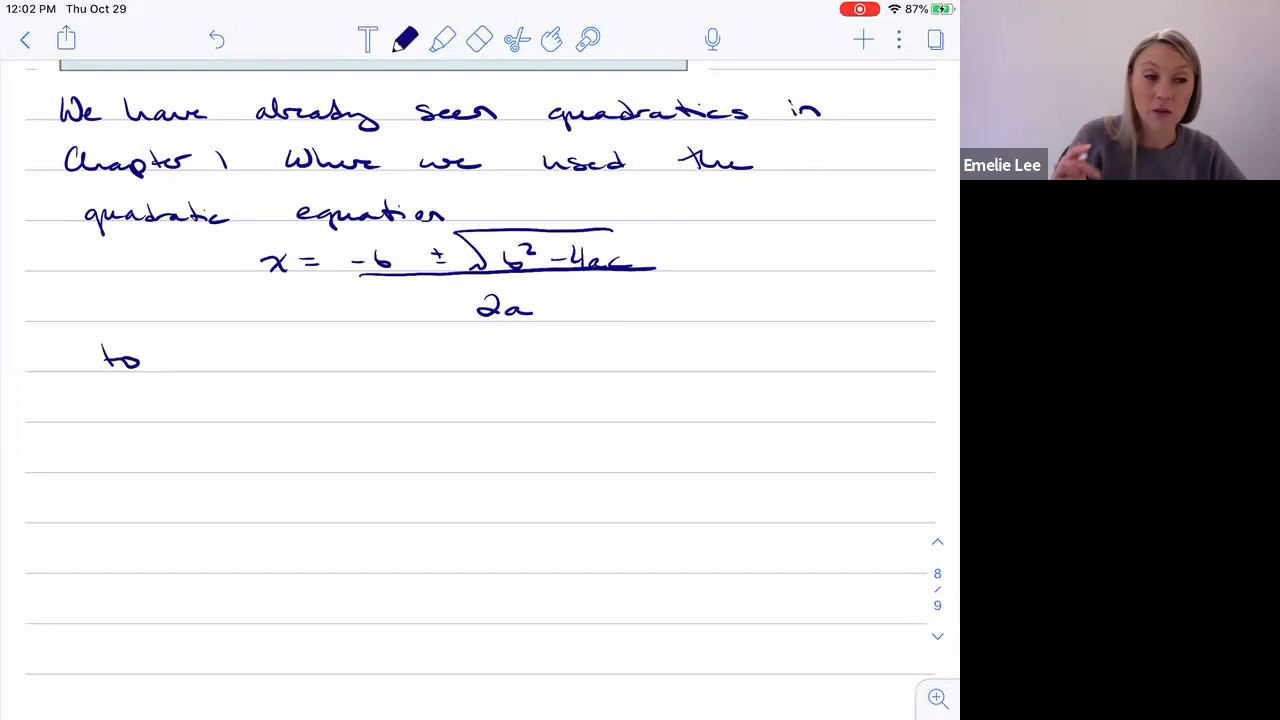 12:02 PM Thu Oct 29
87%
We have already seen quadratics in
Chapter 1 where we used the
quadratic equation
x = -b ± √b² - 4ac
2a
to
8
/
9
Emelie Lee